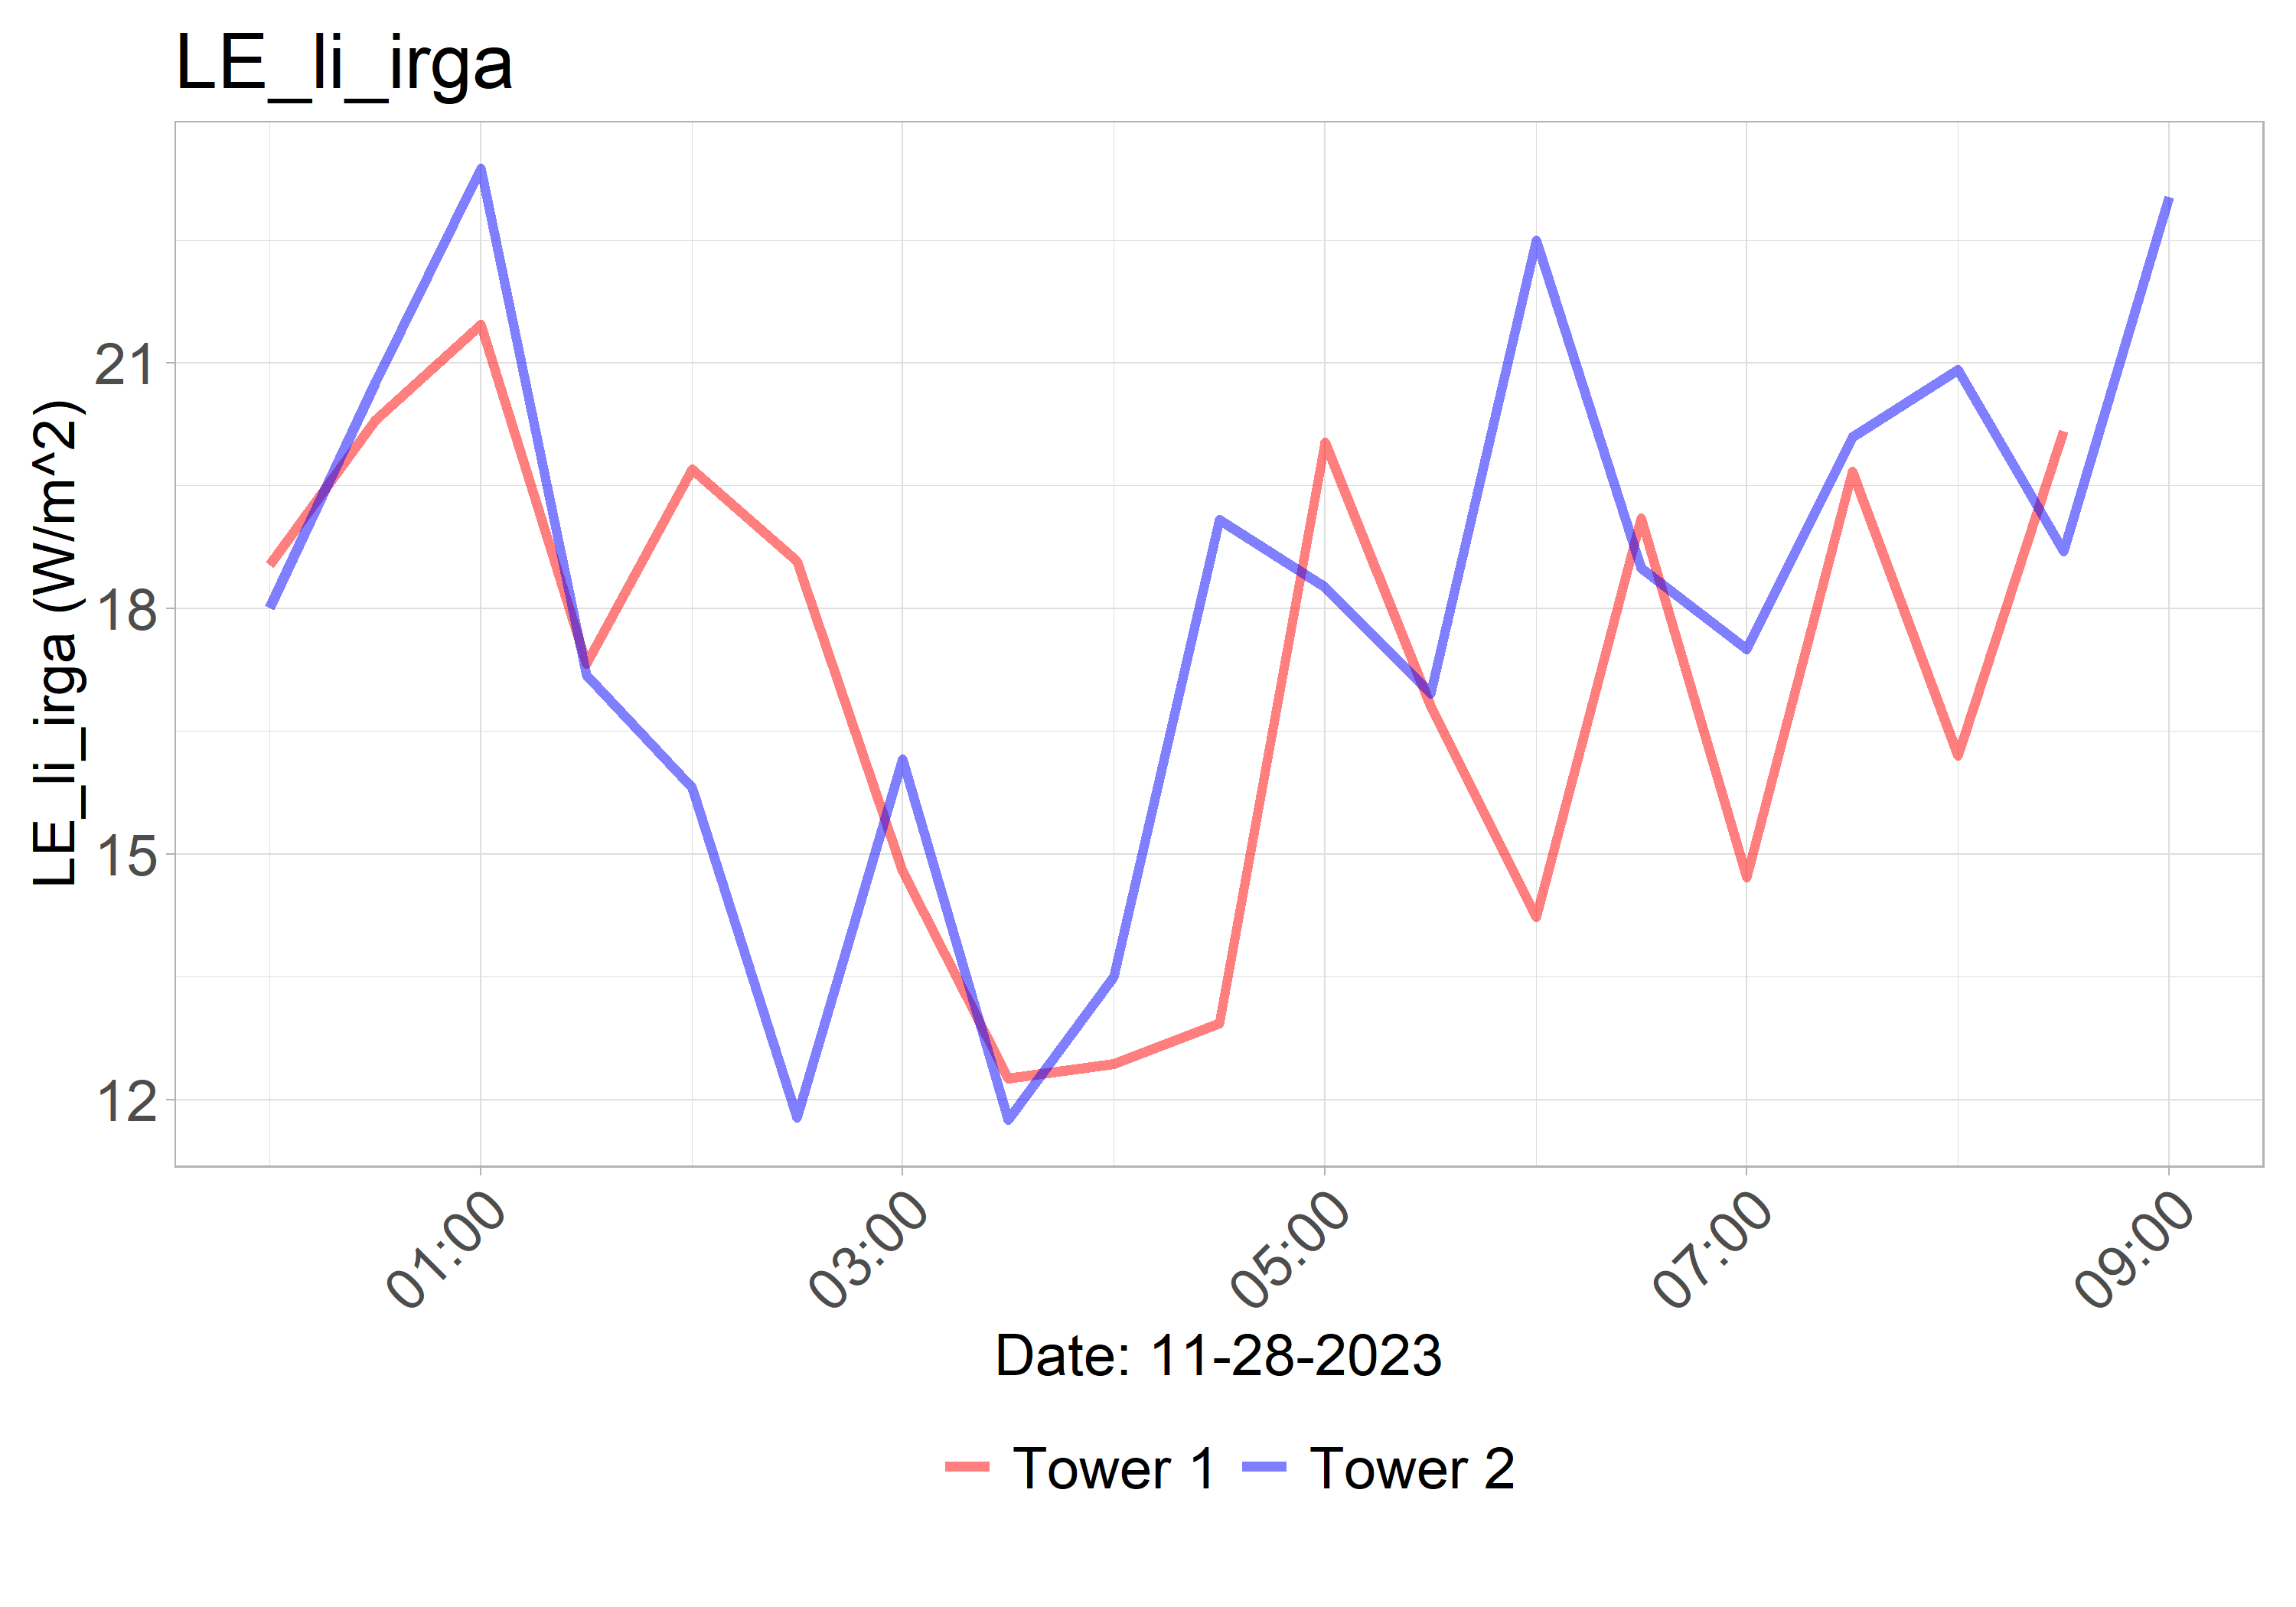 LE_li_irga
LE_li_irga (W/m^2)
21
18
15
12
01:00 03:00 05:00 07:00 09:00
Date: 11-28-2023
Tower 1 Tower 2